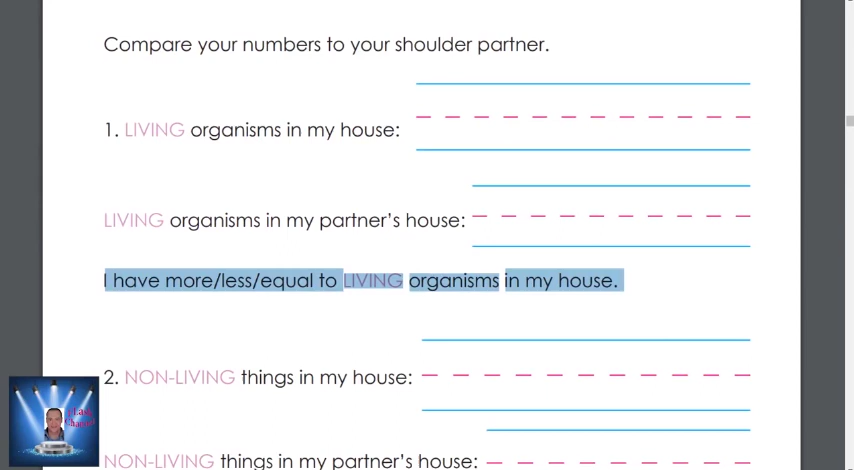 Compare your numbers to your shoulder partner.
1. LIVING organisms in my house:
LIVING organisms in my partner's house:
I have more/less/equal to LIVING organisms in my house.
2. NON-LIVING things in my house:
NON-LIVING things in my partner's house: